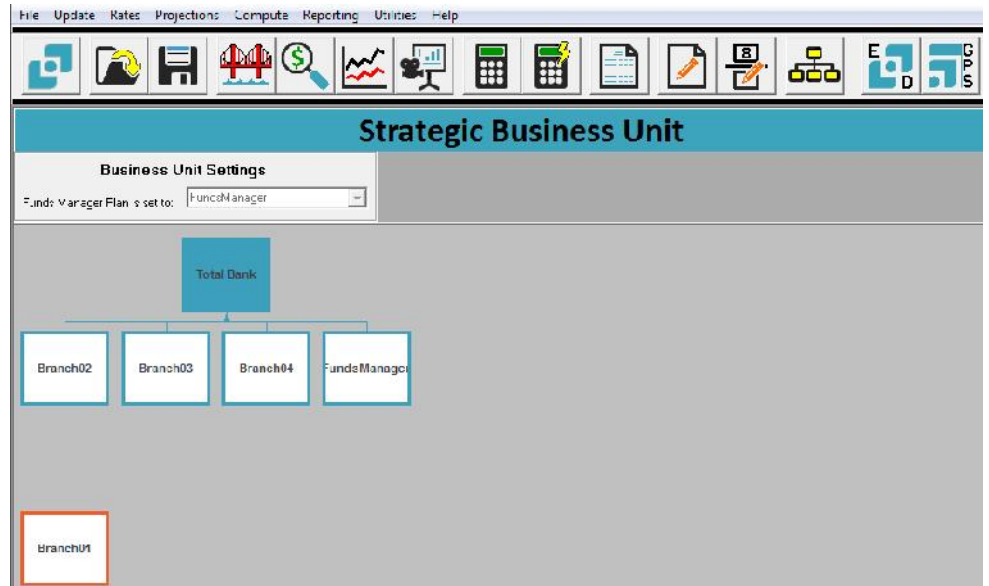 File Update Rates Projections Compute Reporting Utilities Help
$
8
E
D
G
P
S
Strategic Business Unit
Business Unit Settings
Funds Manager Plan is set to: FundsManager
Total Bank
Branch02 Branch03 Branch04 FundsManager
Branch01